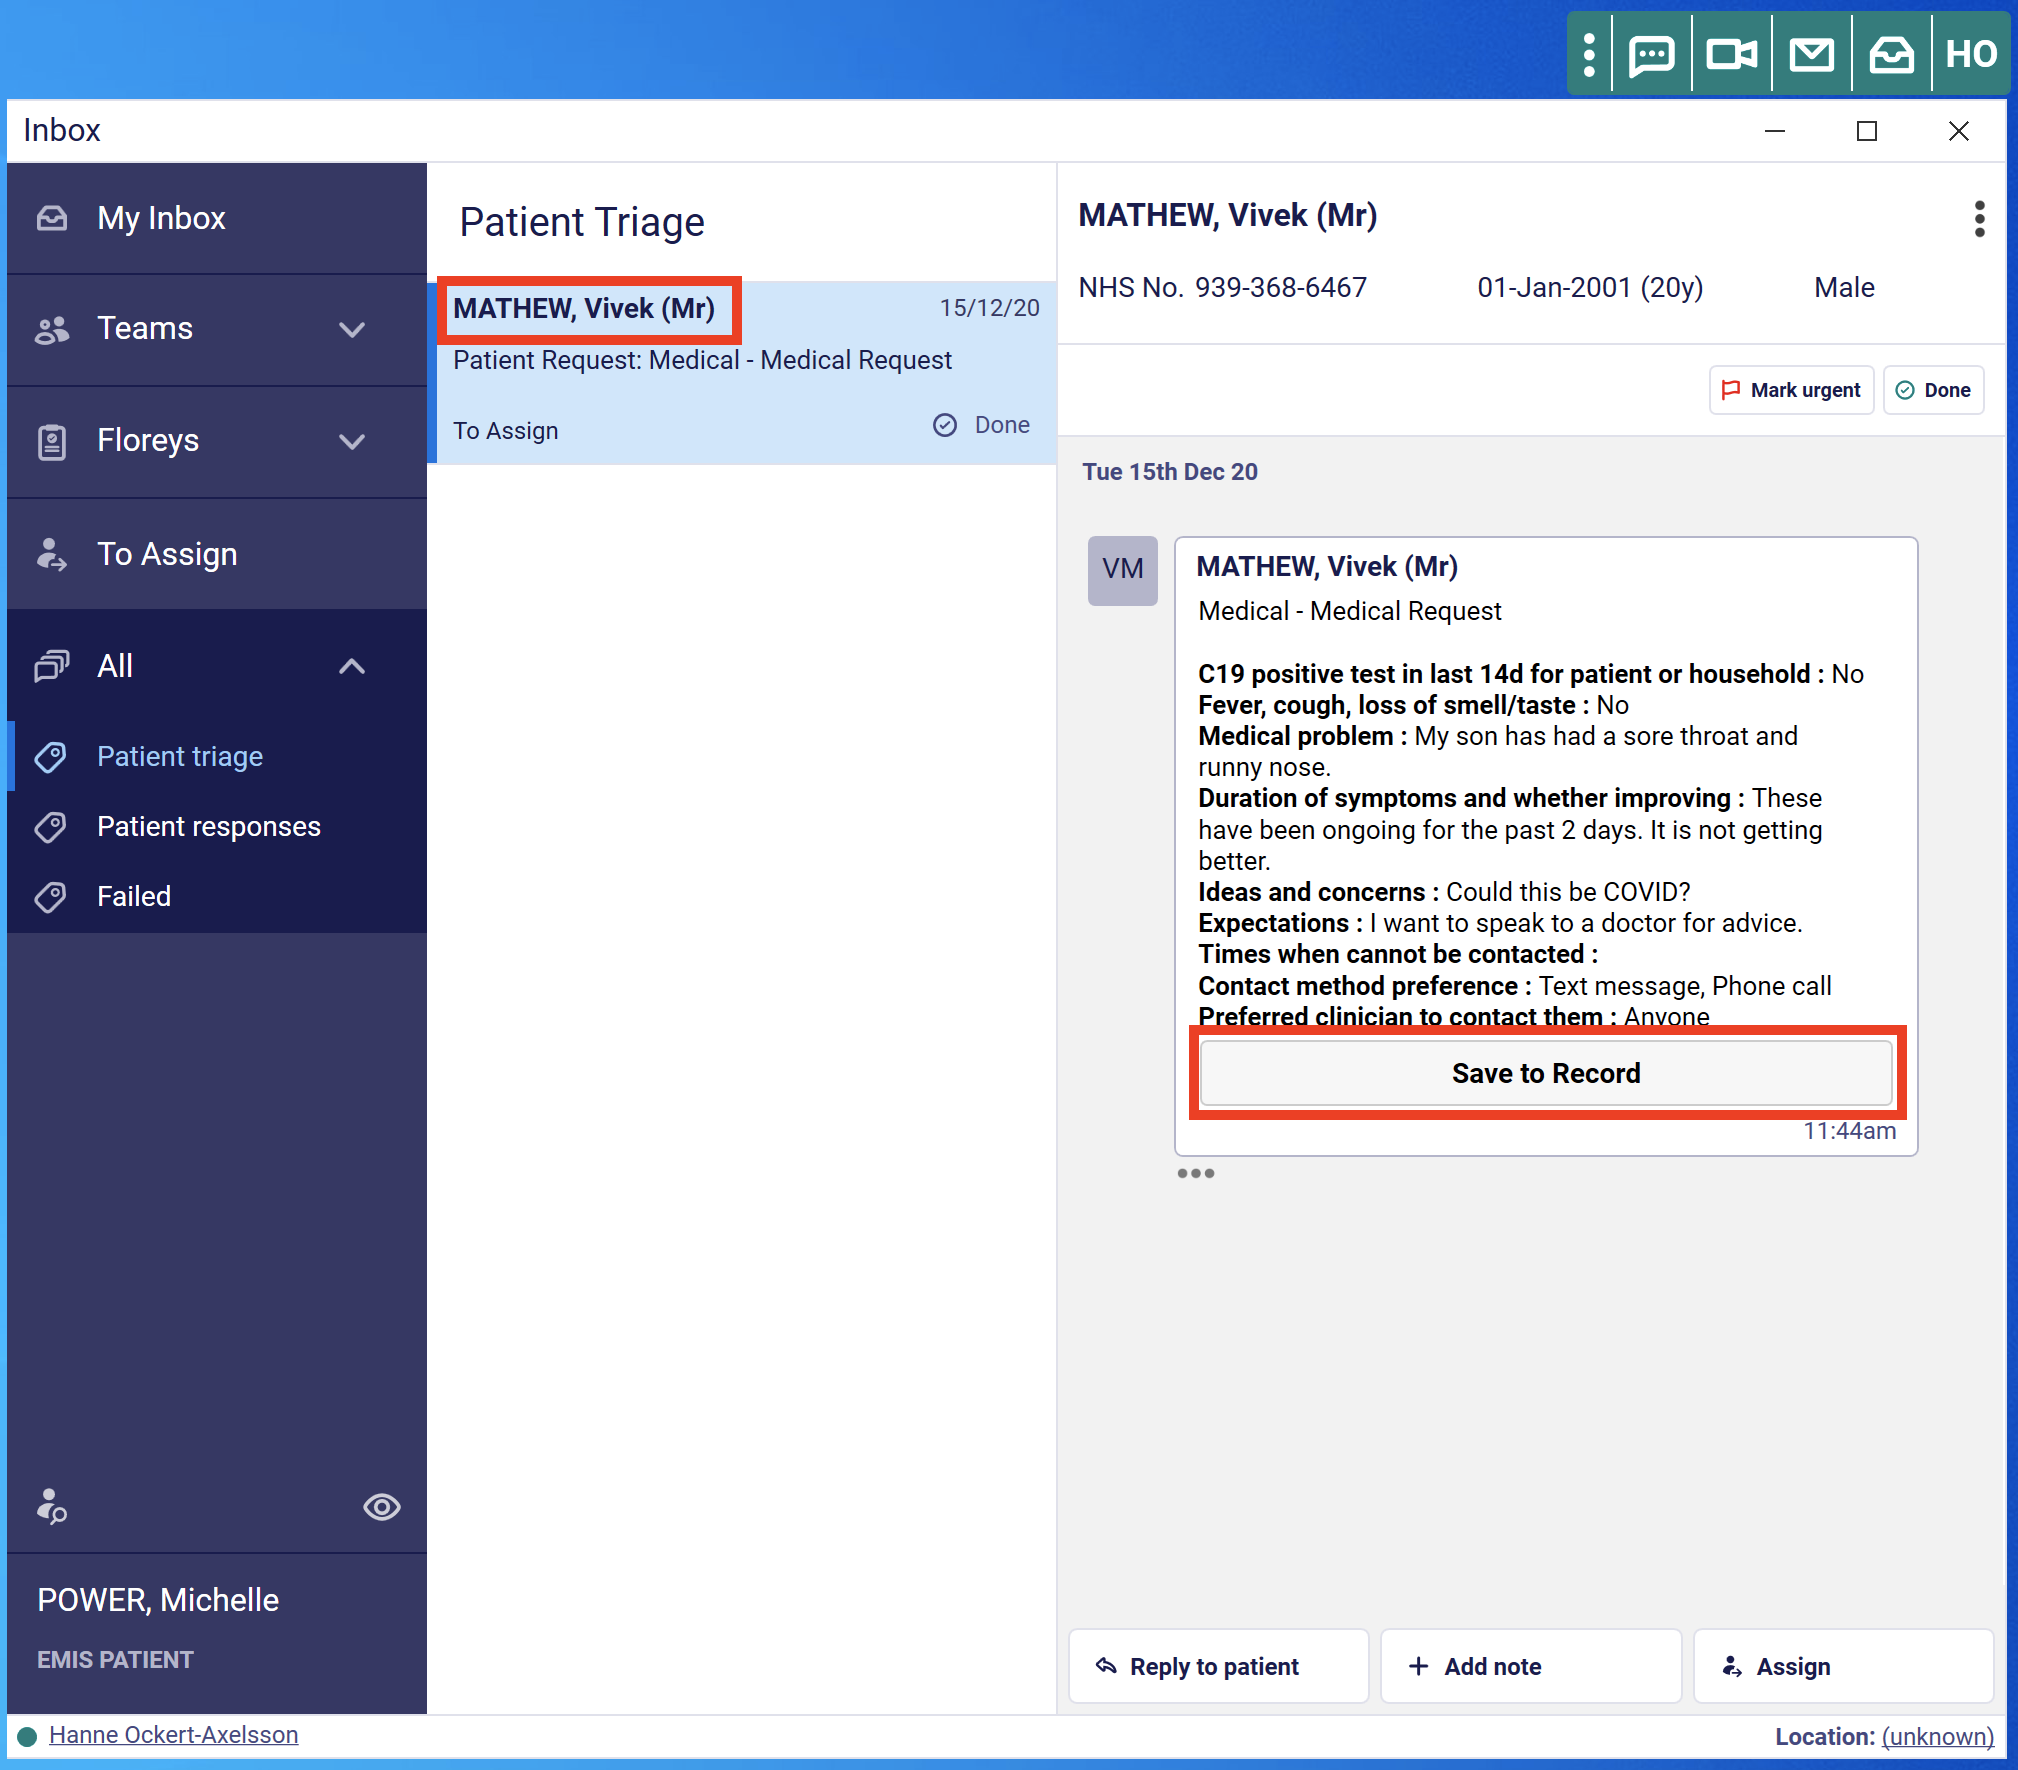 HO
Inbox
My Inbox
Teams
Floreys
To Assign
All
Patient triage
Patient responses
Failed
POWER, Michelle
EMIS PATIENT
Patient Triage
MATHEW, Vivek (Mr)
15/12/20
Patient Request: Medical - Medical Request
To Assign
Done
MATHEW, Vivek (Mr)
NHS No. 939-368-6467 01-Jan-2001 (20y) Male
Mark urgent
Done
Tue 15th Dec 20
VM
MATHEW, Vivek (Mr)
Medical - Medical Request
C19 positive test in last 14d for patient or household : No
Fever, cough, loss of smell/taste : No
Medical problem : My son has had a sore throat and
runny nose.
Duration of symptoms and whether improving : These
have been ongoing for the past 2 days. It is not getting
better.
Ideas and concerns : Could this be COVID?
Expectations : I want to speak to a doctor for advice.
Times when cannot be contacted :
Contact method preference : Text message, Phone call
Preferred clinician to contact them : Anyone
Save to Record
11:44am
Reply to patient
Add note
Assign
Hanne Ockert-Axelsson
Location: (unknown)